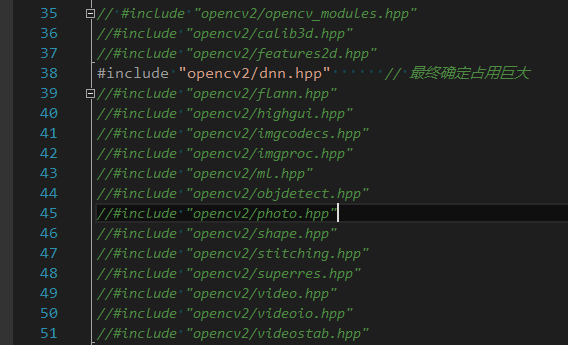 35 // #include "opencv2/opencv_modules.hpp"
36 //#include "opencv2/calib3d.hpp"
37 //#include "opencv2/features2d.hpp"
38 #include "opencv2/dnn.hpp" // 最终确定占用巨大
39 //#include "opencv2/flann.hpp"
40 //#include "opencv2/highgui.hpp"
41 //#include "opencv2/imgcodecs.hpp"
42 //#include "opencv2/imgproc.hpp"
43 //#include "opencv2/ml.hpp"
44 //#include "opencv2/objdetect.hpp"
45 //#include "opencv2/photo.hpp"
46 //#include "opencv2/shape.hpp"
47 //#include "opencv2/stitching.hpp"
48 //#include "opencv2/superres.hpp"
49 //#include "opencv2/video.hpp"
50 //#include "opencv2/videoio.hpp"
51 //#include "opencv2/videostab.hpp"